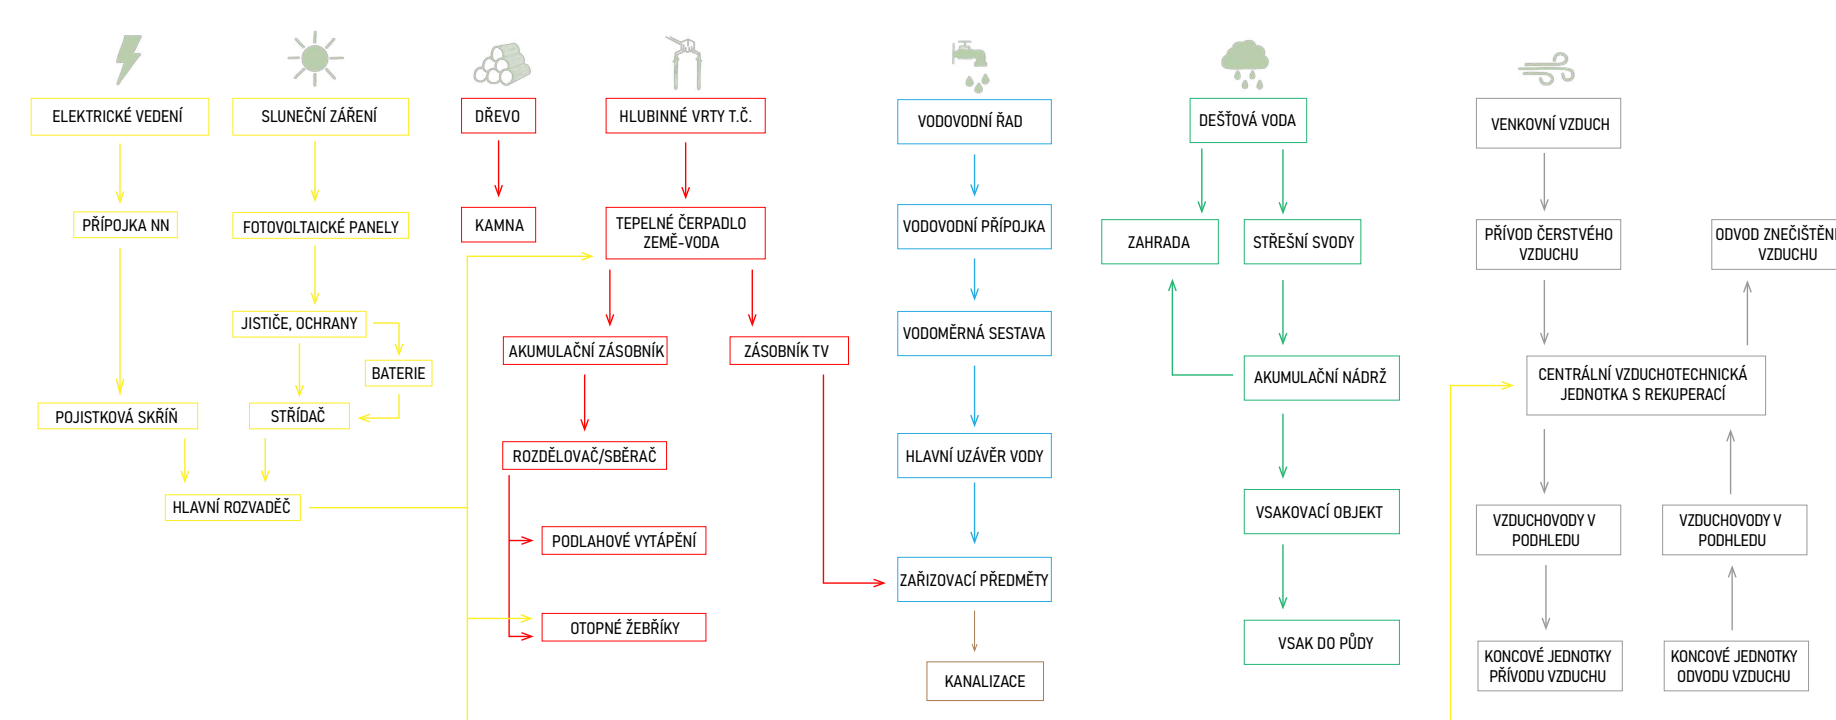 ELEKTRICKÉ VEDENÍ
SLUNEČNÍ ZÁŘENÍ
DŘEVO
HLUBINNÉ VRTY T.Č.
VODOVODNÍ ŘAD
DEŠŤOVÁ VODA
VENKOVNÍ VZDUCH
PŘÍPOJKA NN
FOTOVOLTAICKÉ PANELY
KAMNA
TEPELNÉ ČERPADLO
ZEMĚ-VODA
VODOVODNÍ PŘÍPOJKA
ZAHRADA
STŘEŠNÍ SVODY
PŘÍVOD ČERSTVÉHO
VZDUCHU
ODVOD ZNEČIŠTĚN
VZDUCHU
JISTIČE, OCHRANY
BATERIE
AKUMULAČNÍ ZÁSOBNÍK
ZÁSOBNÍK TV
VODOMĚRNÁ SESTAVA
AKUMULAČNÍ NÁDRŽ
CENTRÁLNÍ VZDUCHOTECHNICKÁ
JEDNOTKA S REKUPERACÍ
POJISTKOVÁ SKŘÍŇ
STŘÍDAČ
ROZDĚLOVAČ/SBĚRAČ
HLAVNÍ UZÁVĚR VODY
HLAVNÍ ROZVADĚČ
VSAKOVACÍ OBJEKT
VZDUCHOVODY V
PODHLEDU
VZDUCHOVODY V
PODHLEDU
PODLAHOVÉ VYTÁPĚNÍ
ZAŘIZOVACÍ PŘEDMĚTY
OTOPNÉ ŽEBŘÍKY
VSAK DO PŮDY
KONCOVÉ JEDNOTKY
PŘÍVODU VZDUCHU
KONCOVÉ JEDNOTKY
ODVODU VZDUCHU
KANALIZACE